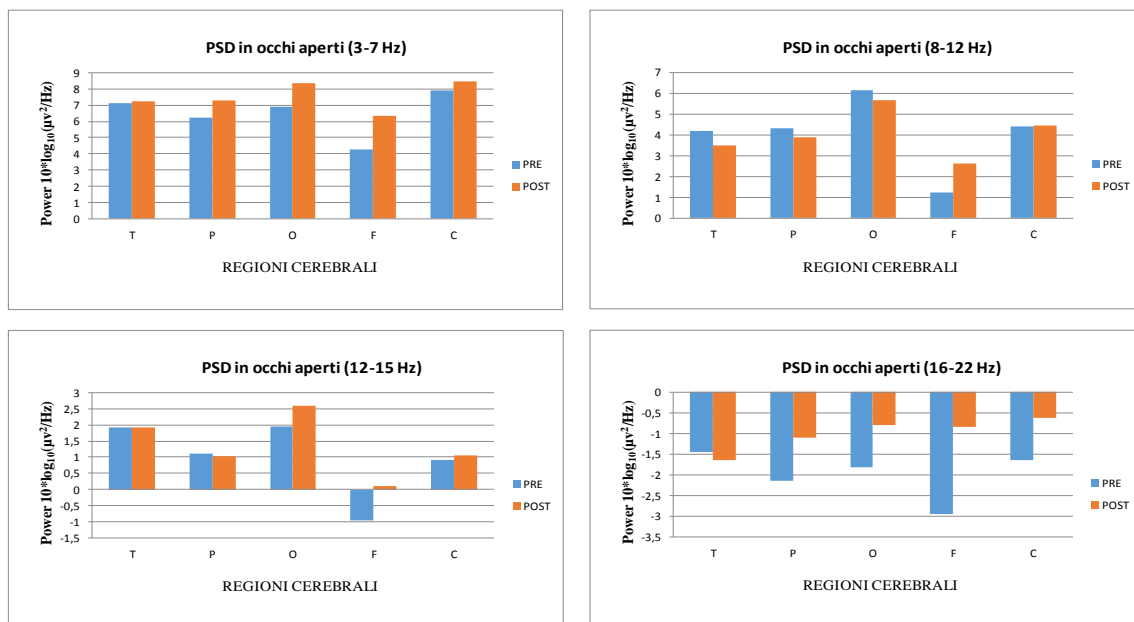 PSD in occhi aperti (3-7 Hz)
Power 10*log₁₀(µv²/Hz)
9
8
7
6
5
4
3
2
1
0
T P O F C
REGIONI CEREBRALI
PRE
POST
PSD in occhi aperti (8-12 Hz)
Power 10*log₁₀(µv²/Hz)
7
6
5
4
3
2
1
0
T P O F C
REGIONI CEREBRALI
PRE
POST
PSD in occhi aperti (12-15 Hz)
Power 10*log₁₀(µv²/Hz)
3
2,5
2
1,5
1
0,5
0
-0,5
-1
-1,5
T P O F C
REGIONI CEREBRALI
PRE
POST
PSD in occhi aperti (16-22 Hz)
Power 10*log₁₀(µv²/Hz)
0
-0,5
-1
-1,5
-2
-2,5
-3
-3,5
T P O F C
REGIONI CEREBRALI
PRE
POST